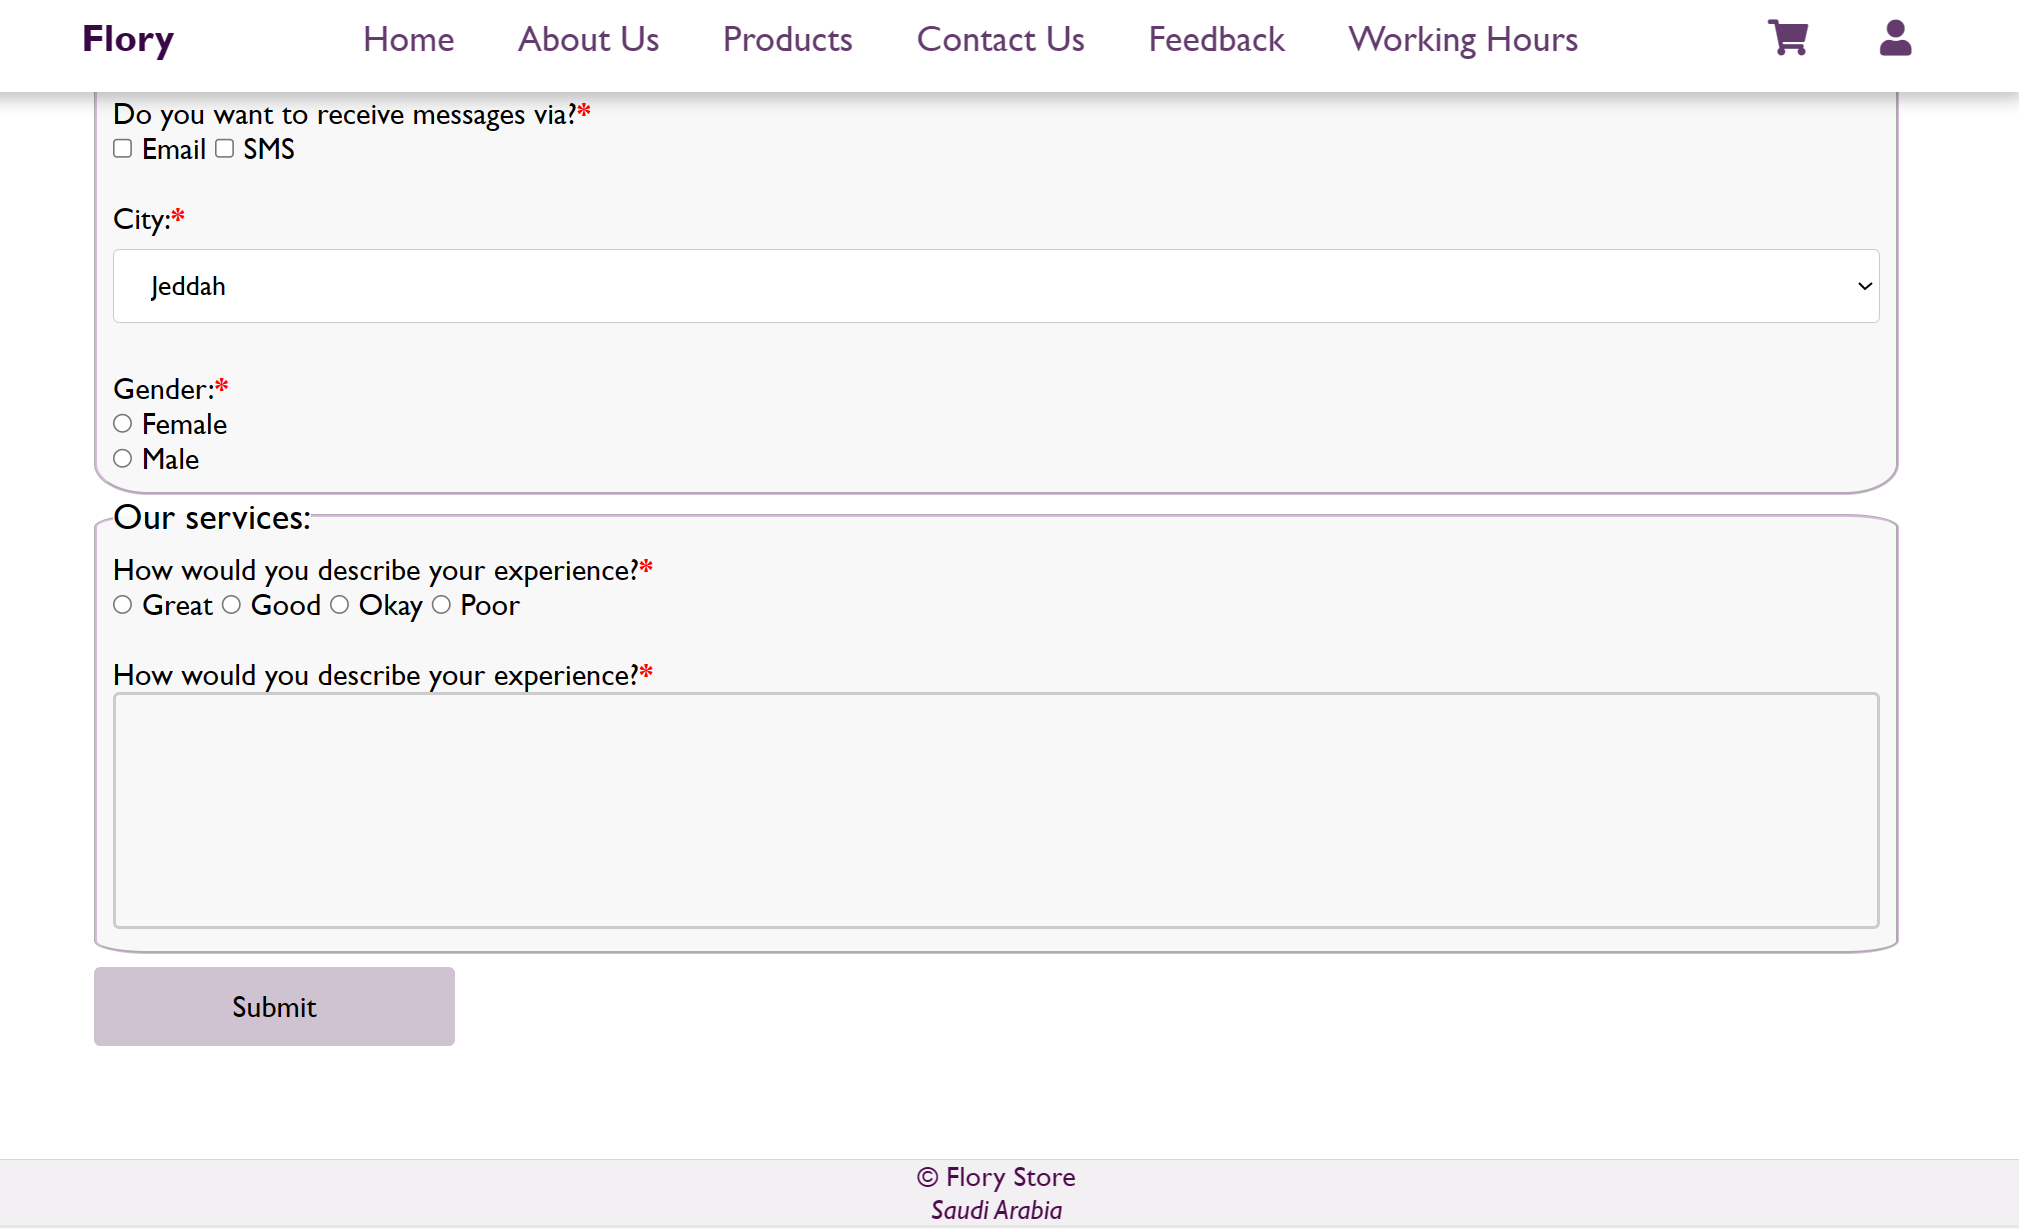 Flory Home About Us Products Contact Us Feedback Working Hours
Do you want to receive messages via?*
Email SMS
City:*
Jeddah
Gender:*
Female
Male
Our services:
How would you describe your experience?*
Great Good Okay Poor
How would you describe your experience?*
Submit
© Flory Store
Saudi Arabia